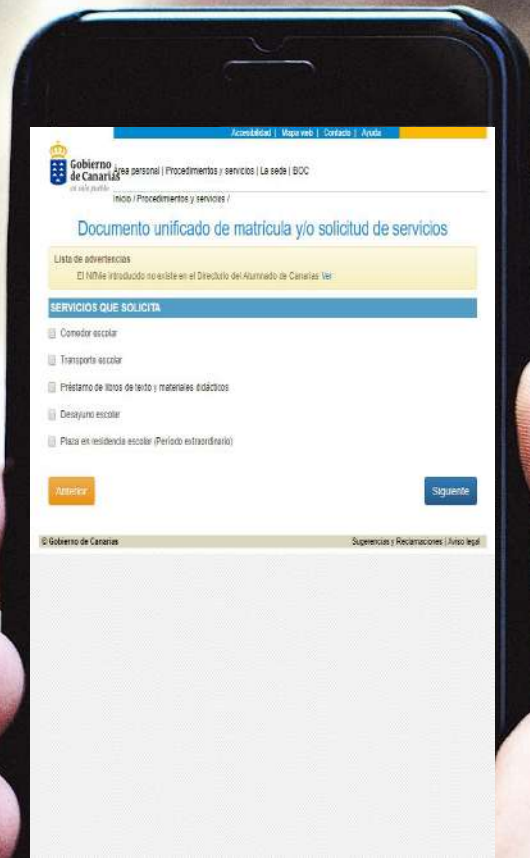 Accesibilidad | Mapa web | Contacto | Ayuda
Gobierno
de Canarias
Área personal | Procedimientos y servicios | La sede | BOC
Inicio / Procedimientos y servicios /
Documento unificado de matrícula y/o solicitud de servicios
Lista de advertencias
El NIF/Nie introducido no existe en el Directorio del Alumnado de Canarias Ver
SERVICIOS QUE SOLICITA
Comedor escolar
Transporte escolar
Préstamo de libros de texto y materiales didácticos
Desayuno escolar
Plaza en residencia escolar (Período extraordinario)
Anterior
Siguiente
© Gobierno de Canarias
Sugerencias y Reclamaciones | Aviso legal